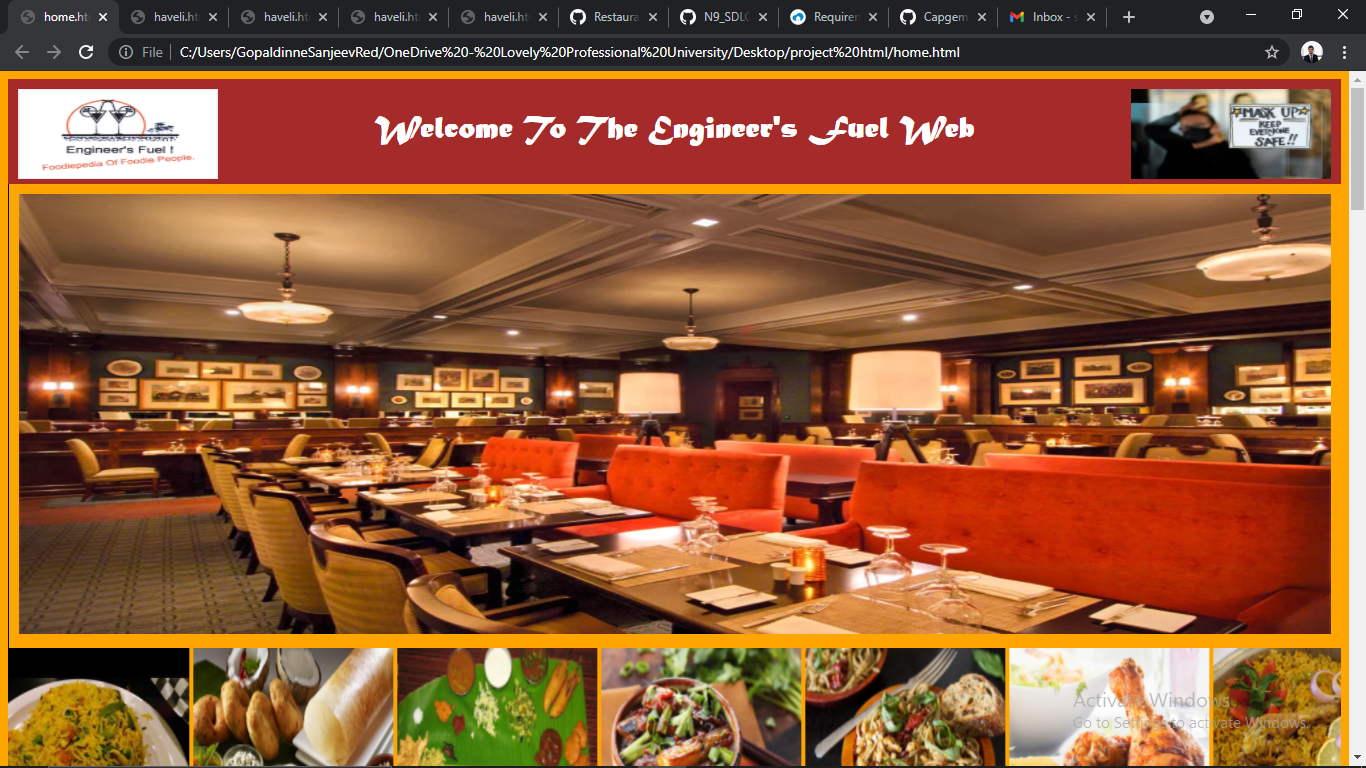 home.ht
haveli.ht
haveli.ht
haveli.ht
haveli.ht
Restaura
N9_SDLC
Requirem
Capgem
Inbox - s
File
C:/Users/GopaldinneSanjeevRed/OneDrive%20-%20Lovely%20Professional%20University/Desktop/project%20html/home.html
Engineer's Fuel !
Foodiepedia Of Foodie People.
Welcome To The Engineer's Fuel Web
MASK UP
KEEP
EVERYONE
SAFE!!
Activate Windows
Go to Settings to activate Windows.